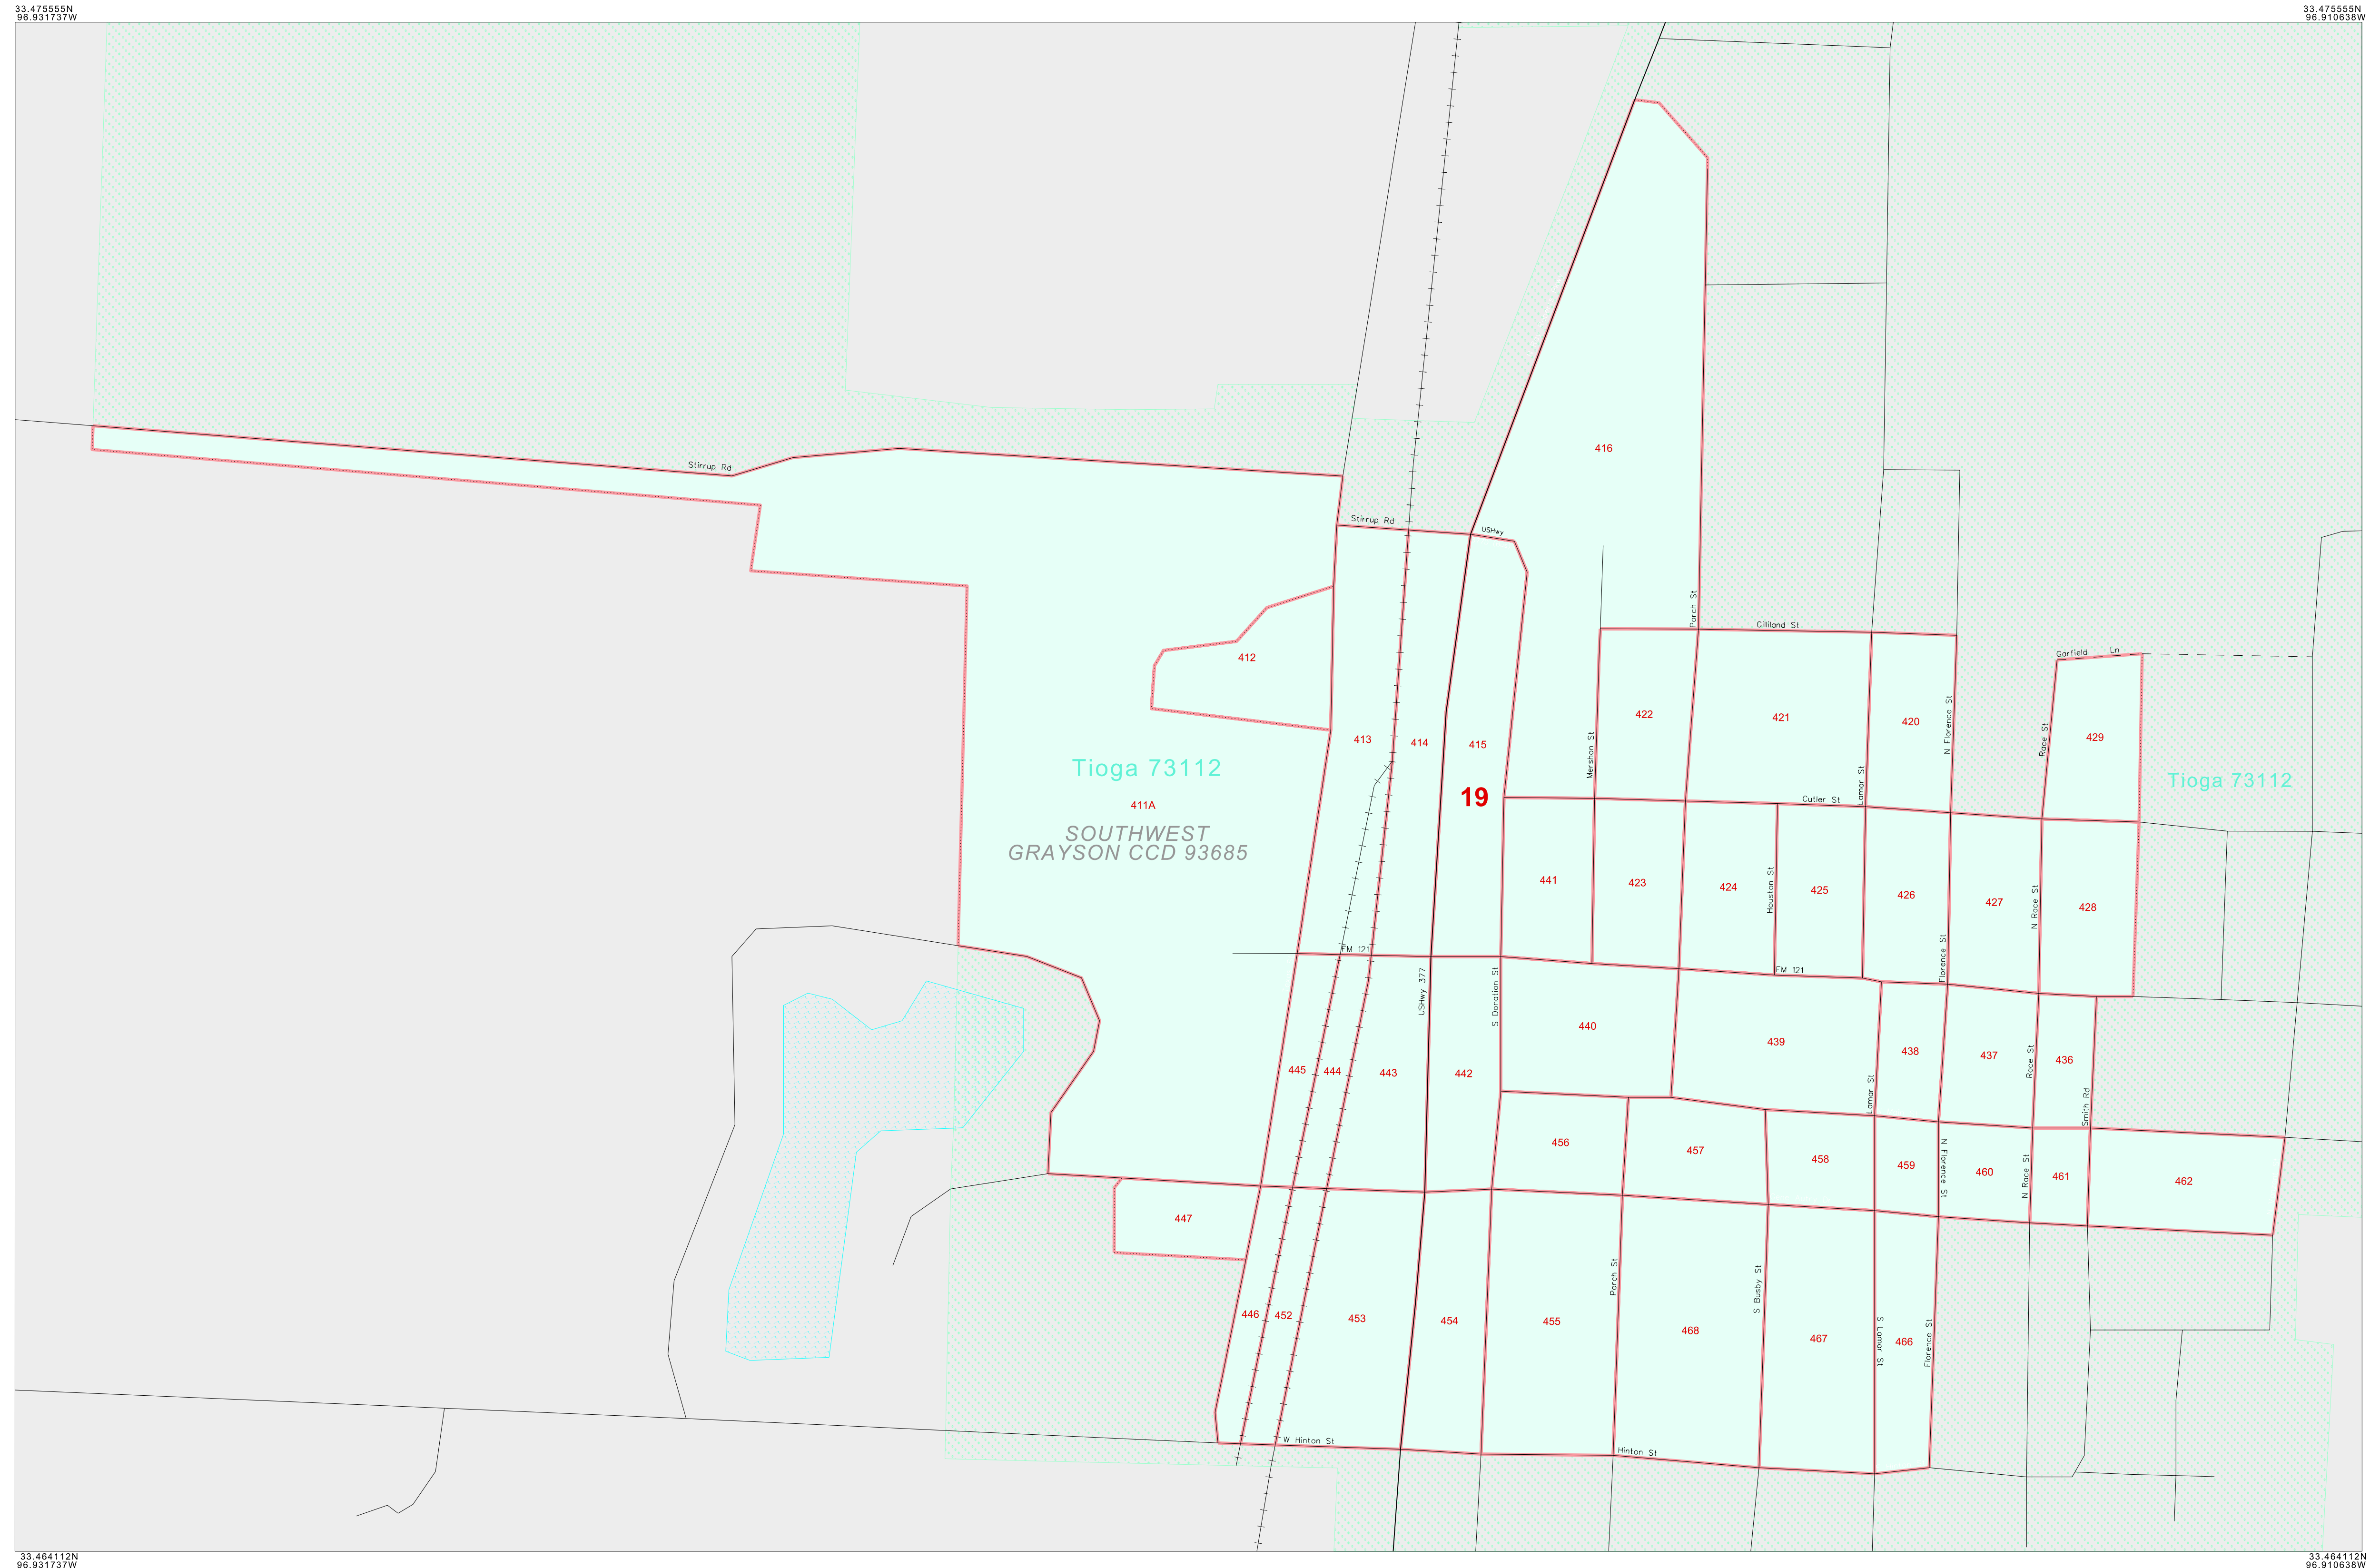 33.475555N
96.931737W
33.475555N
96.910638W
416
Stirrup Rd
Stirrup Rd
USHwy
Porch St
Gilliland St
Garfield Ln
412
422
421
420
N Florence St
Race St
429
413
414
415
Mershon St
Tioga 73112
Tioga 73112
411A
19
Lamar St
Cutler St
SOUTHWEST
GRAYSON CCD 93685
441
423
424
Houston St
425
426
427
N Race St
428
FM 121
FM 121
Florence St
USHwy 377
S Donation St
440
439
438
437
436
445
444
443
442
Lamar St
Race St
Smith Rd
456
457
458
459
N Florence St
460
N Race St
461
462
447
446
452
453
454
455
Porch St
468
S Busby St
467
S Lamar St
466
Florence St
W Hinton St
Hinton St
33.464112N
96.931737W
33.464112N
96.910638W